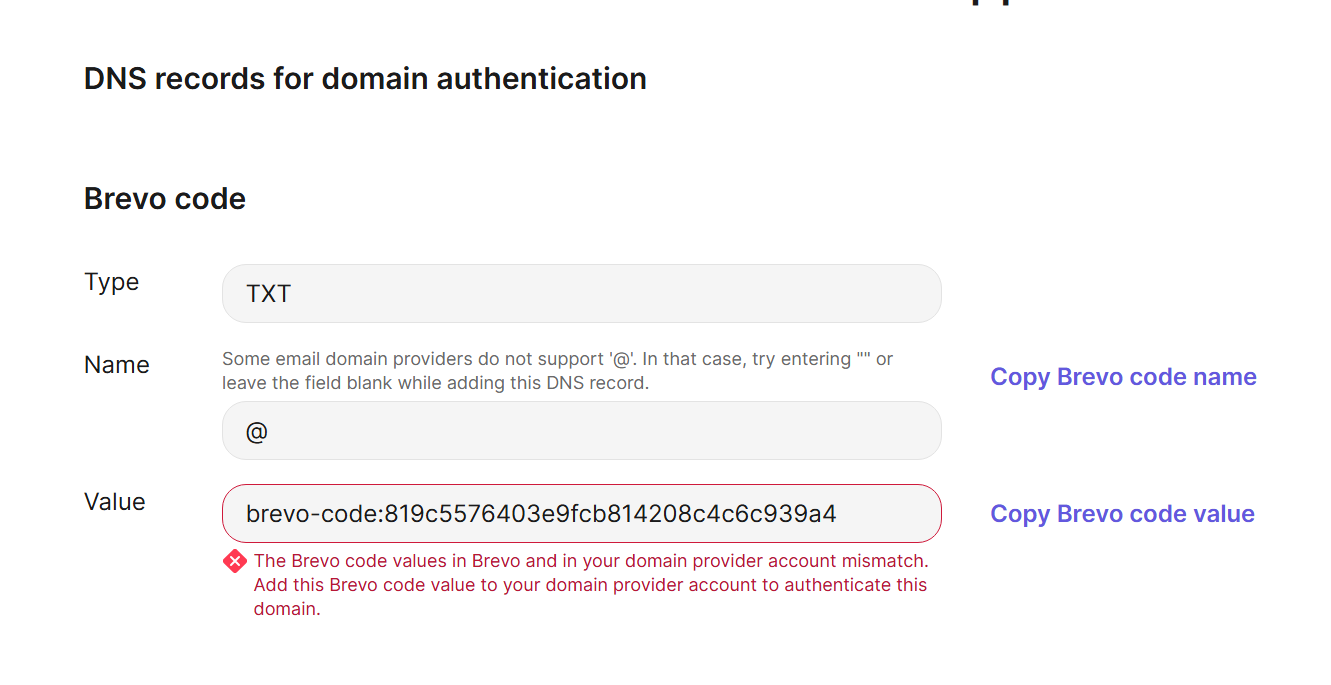 DNS records for domain authentication
Brevo code
Type
TXT
Name
Some email domain providers do not support '@'. In that case, try entering "" or
leave the field blank while adding this DNS record.
Copy Brevo code name
@
Value
brevo-code:819c5576403e9fcb814208c4c6c939a4
Copy Brevo code value
The Brevo code values in Brevo and in your domain provider account mismatch.
Add this Brevo code value to your domain provider account to authenticate this
domain.